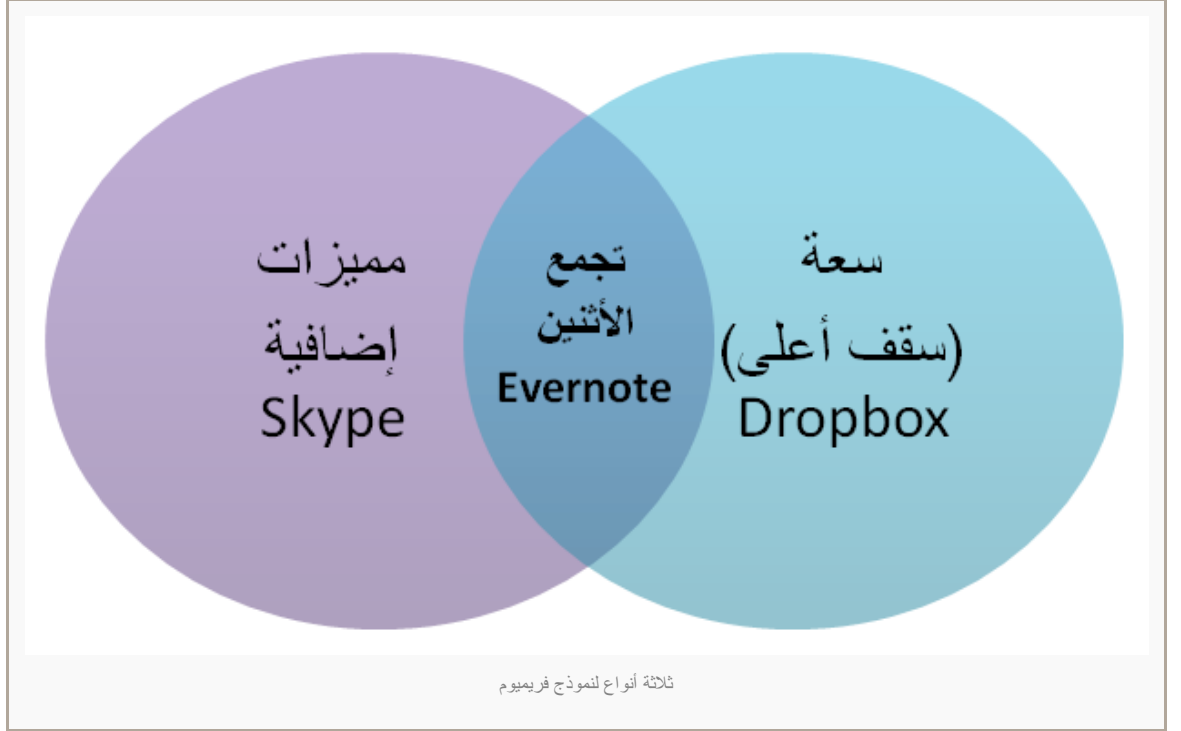 مميزات
إضافية
Skype
تجمع
الأثنين
Evernote
سعة
(سقف أعلى)
Dropbox
ثلاثة أنواع لنموذج فريميوم